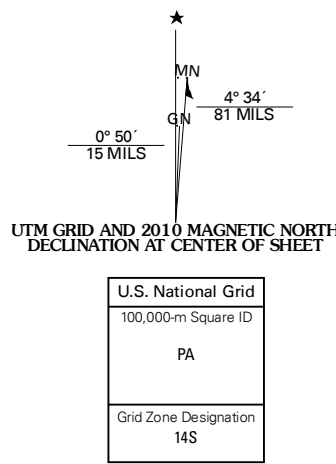 MN
4° 34´
81 MILS
GN
0° 50´
15 MILS
UTM GRID AND 2010 MAGNETIC NORTH
DECLINATION AT CENTER OF SHEET
U.S. National Grid
100,000-m Square ID
PA
Grid Zone Designation
14S